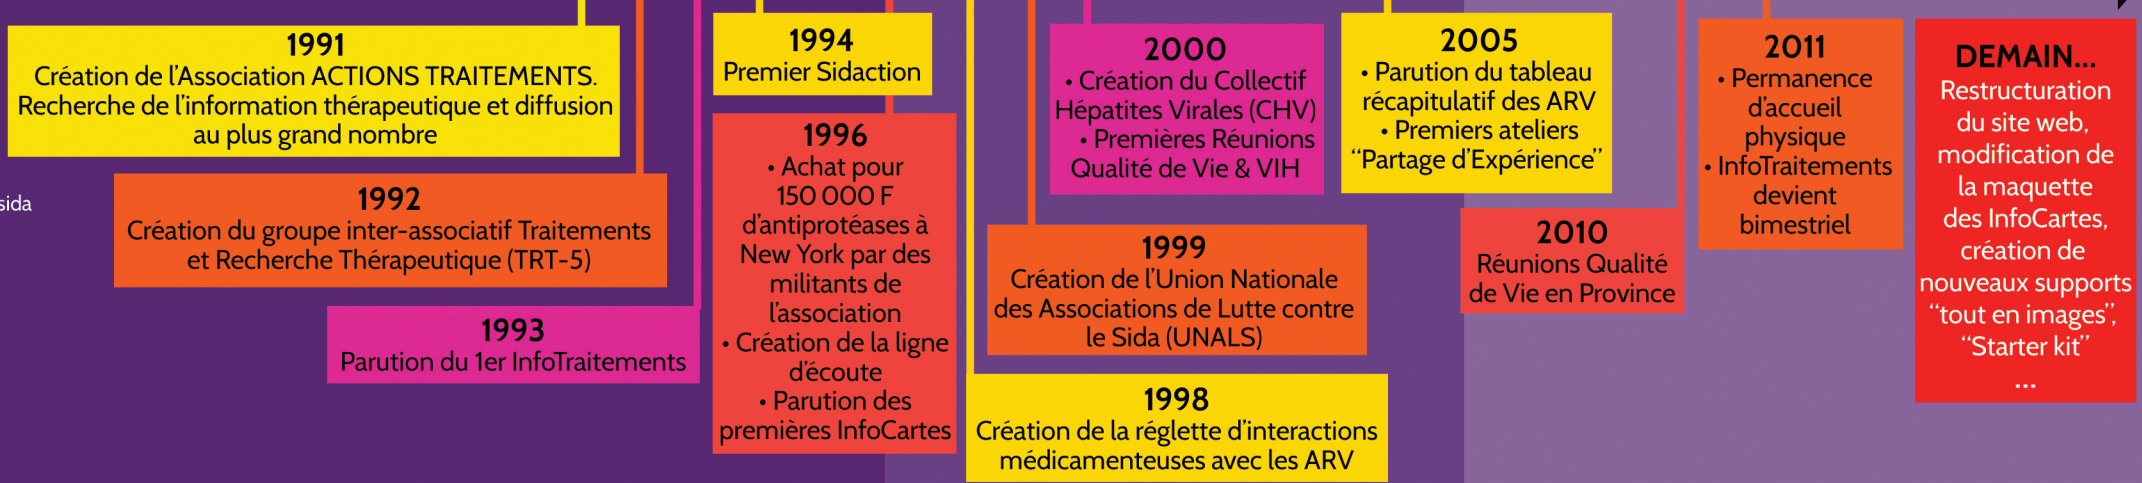 1991
Création de l'Association ACTIONS TRAITEMENTS.
Recherche de l'information thérapeutique et diffusion
au plus grand nombre
sida
1992
Création du groupe inter-associatif Traitements
et Recherche Thérapeutique (TRT-5)
1993
Parution du 1er InfoTraitements
1994
Premier Sidaction
1996
• Achat pour
150 000 F
d'antiprotéases à
New York par des
militants de
l'association
• Création de la ligne
d'écoute
• Parution des
premières InfoCartes
1998
Création de la réglette d'interactions
médicamenteuses avec les ARV
1999
Création de l'Union Nationale
des Associations de Lutte contre
le Sida (UNALS)
2000
• Création du Collectif
Hépatites Virales (CHV)
• Premières Réunions
Qualité de Vie & VIH
2005
• Parution du tableau
récapitulatif des ARV
• Premiers ateliers
“Partage d'Expérience”
2010
Réunions Qualité
de Vie en Province
2011
• Permanence
d'accueil
physique
• InfoTraitements
devient
bimestriel
DEMAIN...
Restructuration
du site web,
modification de
la maquette
des InfoCartes,
création de
nouveaux supports
“tout en images”,
“Starter kit”
...